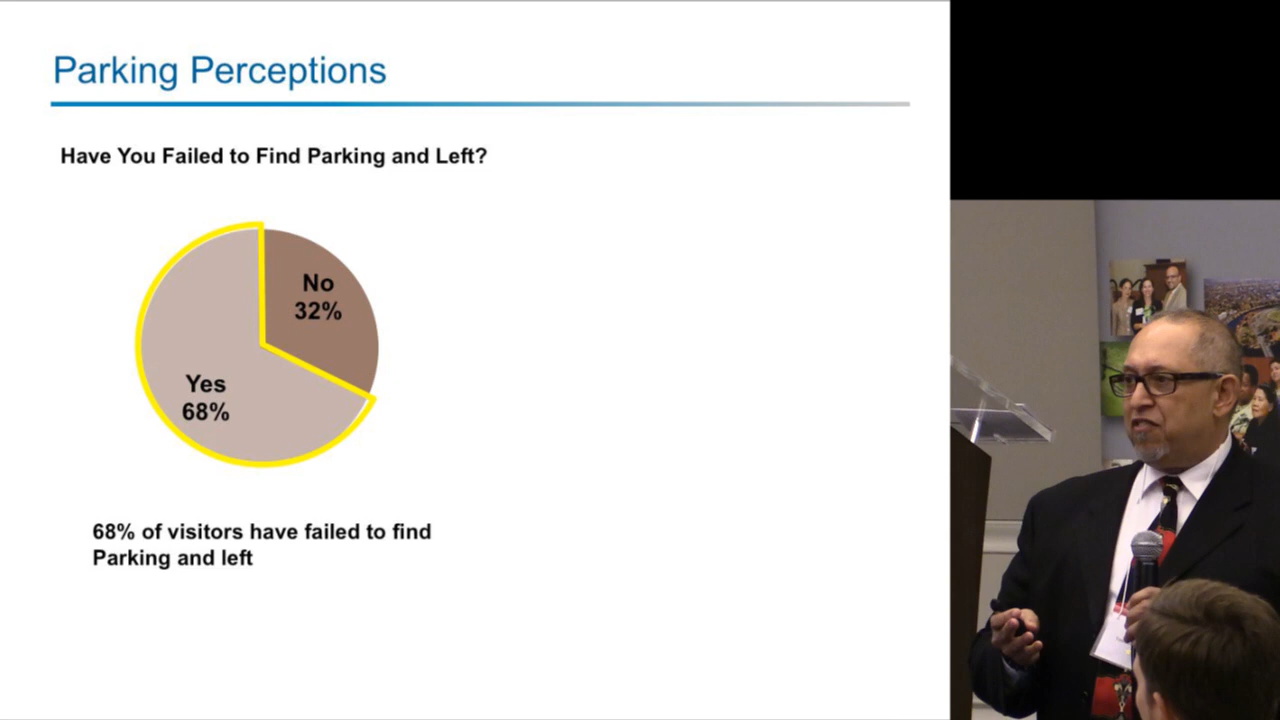 Parking Perceptions
Have You Failed to Find Parking and Left?
No
32%
Yes
68%
68% of visitors have failed to find
Parking and left